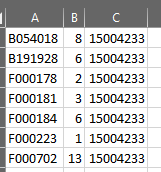 A B C
B054018 8 15004233
B191928 6 15004233
F000178 2 15004233
F000181 3 15004233
F000184 6 15004233
F000223 1 15004233
F000702 13 15004233